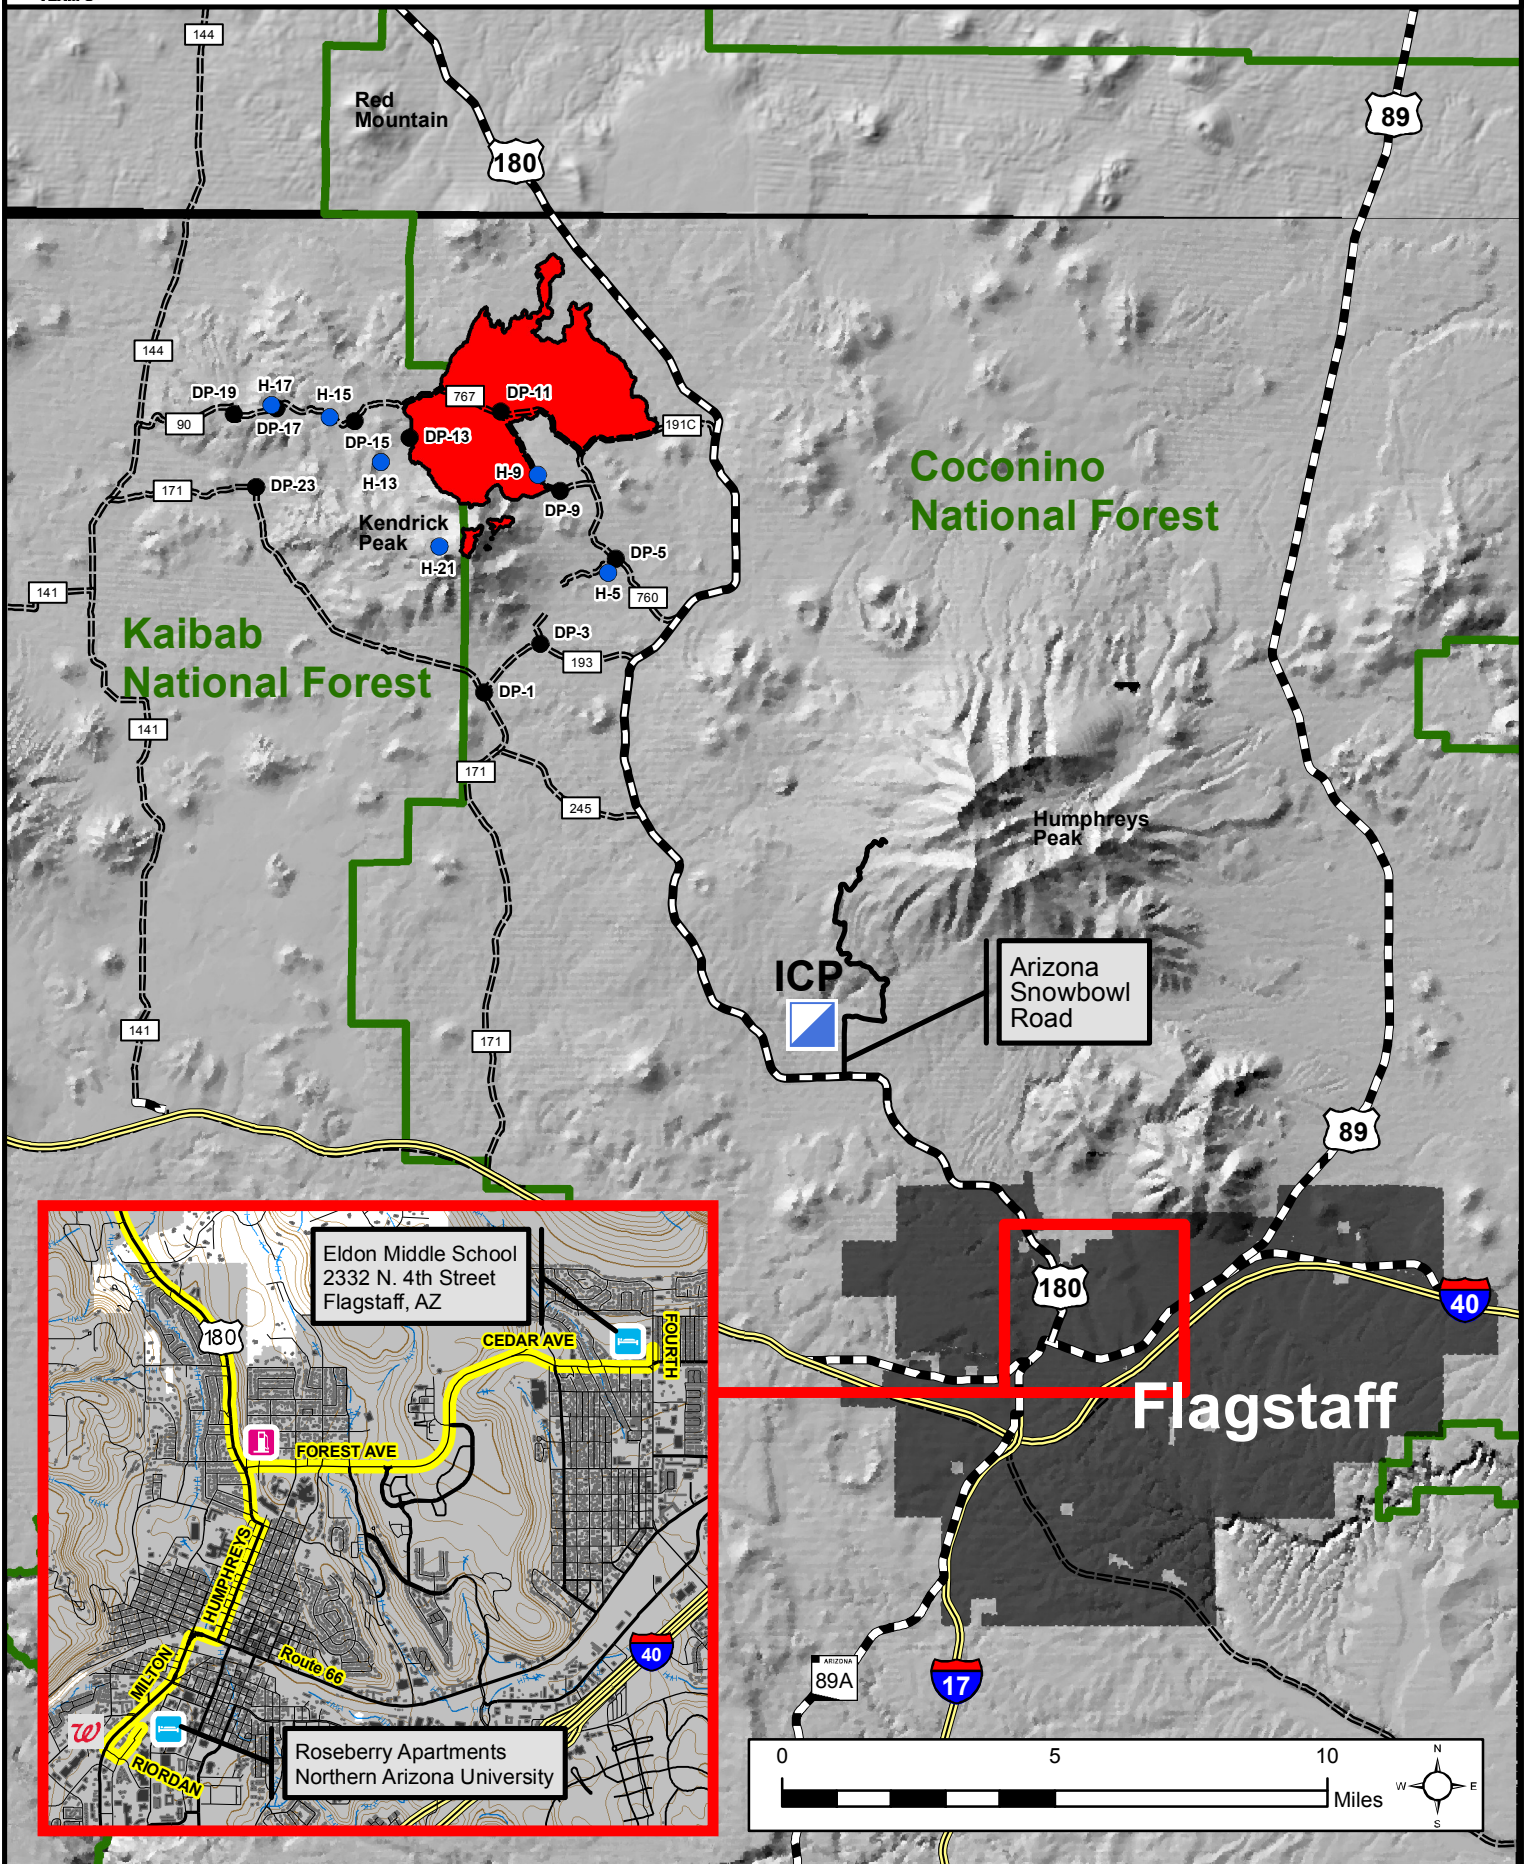 144
Red
Mountain
180
89
144
DP-19
H-17
H-15
767
DP-11
90
DP-17
DP-15
DP-13
191C
H-13
H-9
171
DP-23
DP-9
Coconino
National Forest
Kendrick
Peak
H-21
DP-5
H-5
760
141
Kaibab
National Forest
DP-3
193
DP-1
141
171
245
Humphreys
Peak
ICP
Arizona
Snowbowl
Road
141
171
89
180
40
Flagstaff
Eldon Middle School
2332 N. 4th Street
Flagstaff, AZ
180
CEDAR AVE
FOURTH
FOREST AVE
HUMPHREYS
MILTON
Route 66
40
W
RIORDAN
Roseberry Apartments
Northern Arizona University
ARIZONA
89A
17
0 5 10
Miles
N
W E
S